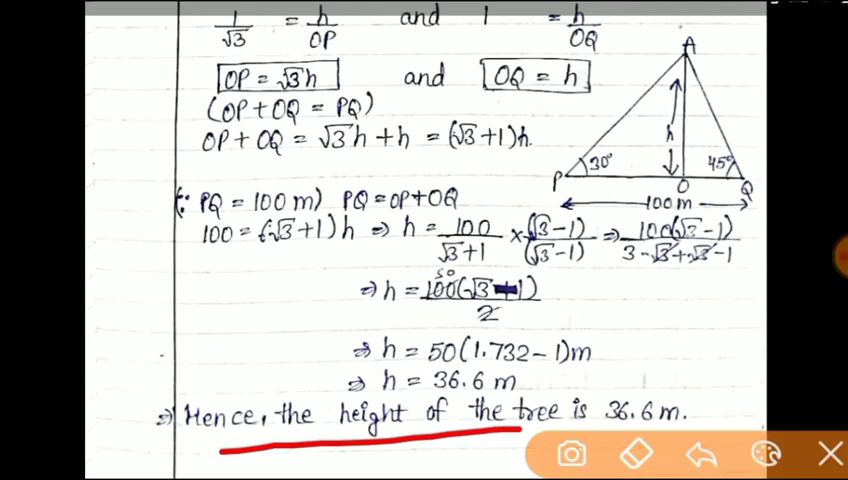 1/√3 = h/OP and 1 = h/OQ
OP = √3h and OQ = h
(OP + OQ = PQ)
OP + OQ = √3h + h = (√3+1)h.
(∵ PQ = 100 m) PQ = OP + OQ
100 = (√3+1)h ⇒ h = 100/√3+1 × (√3-1)/(√3-1) ⇒ 100(√3-1)/3-√3+√3-1
⇒ h = 50 100(√3-1)/2
⇒ h = 50(1.732-1)m
⇒ h = 36.6 m
⇒ Hence, the height of the tree is 36.6 m.
A
h
30°
45°
P
O
Q
100 m